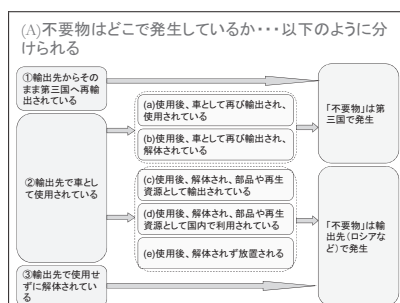 (A)不要物はどこで発生しているか・・・以下のように分
けられる
①輸出先からその
まま第三国へ再輸
出されている
(a)使用後、車として再び輸出され、
使用されている
(b)使用後、車として再び輸出され、
解体されている
「不要物」は第
三国で発生
②輸出先で車とし
て使用されている
(c)使用後、解体され、部品や再生
資源として輸出されている
(d)使用後、解体され、部品や再生
資源として国内で利用されている
(e)使用後、解体されず放置される
「不要物」は輸
出先(ロシアな
ど)で発生
③輸出先で使用せ
ずに解体されてい
る